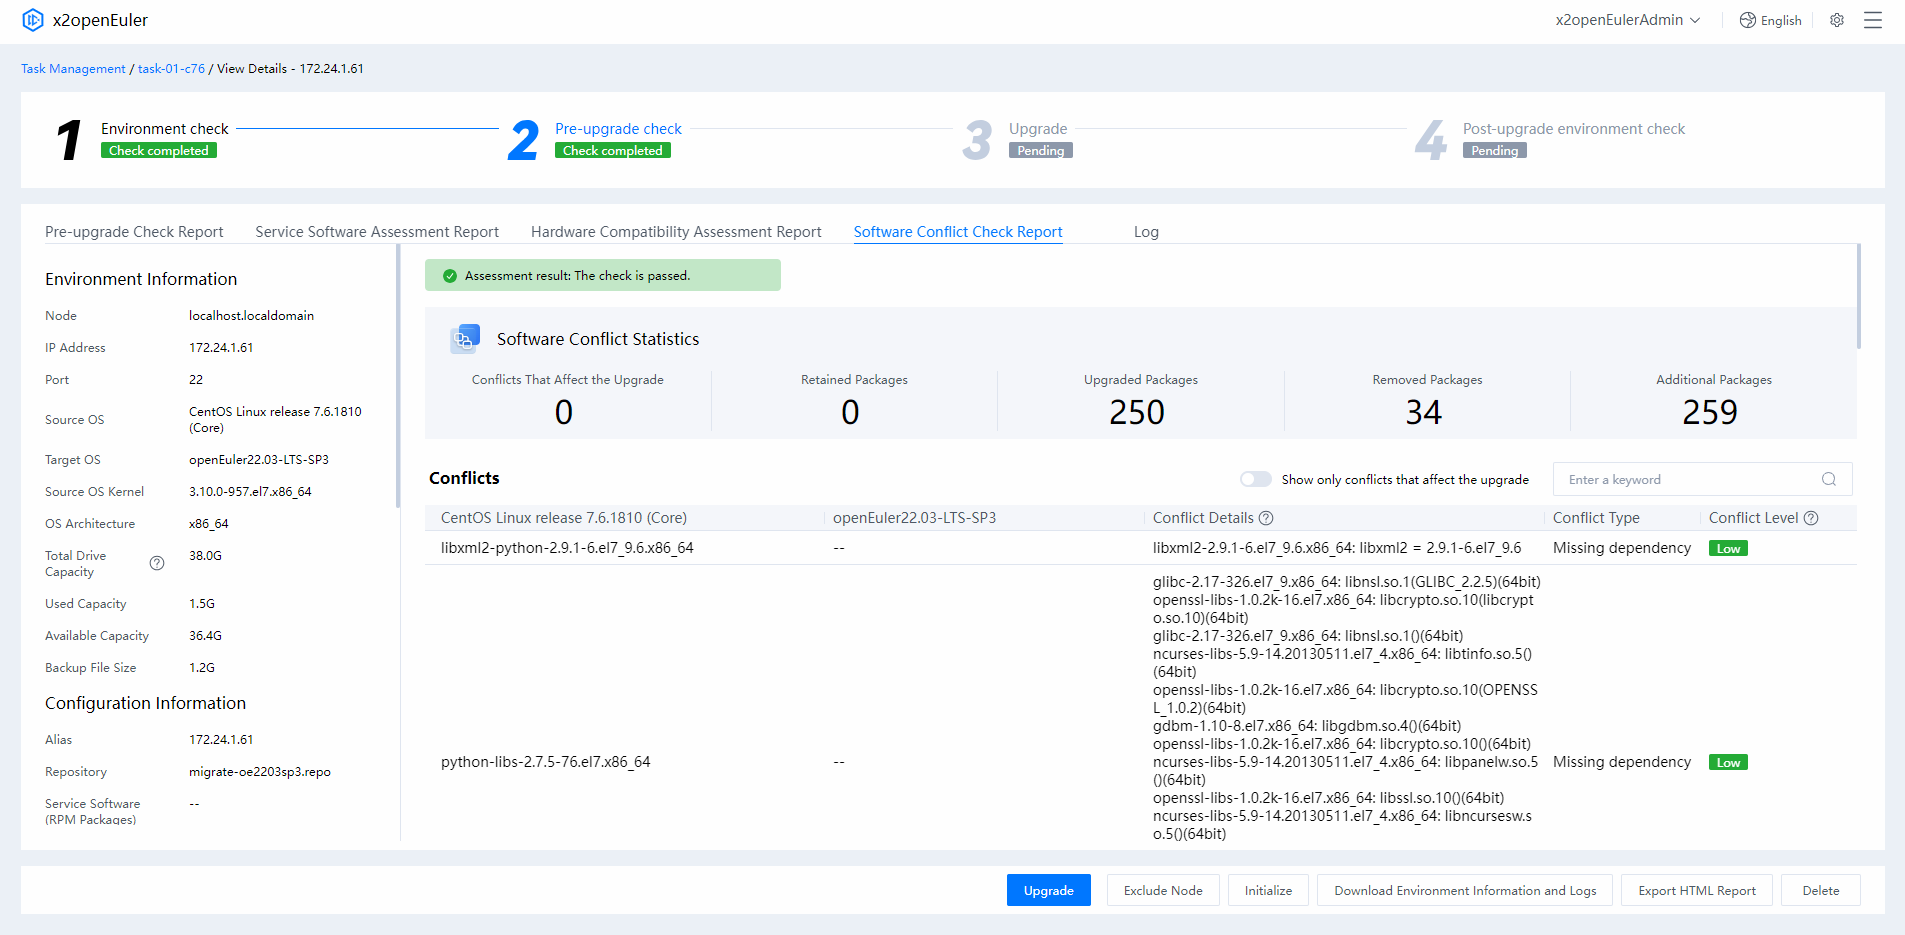 x2openEuler
x2openEulerAdmin
English
Task Management / task-01-c76 / View Details - 172.24.1.61
1
Environment check
Check completed
2
Pre-upgrade check
Check completed
3
Upgrade
Pending
4
Post-upgrade environment check
Pending
Pre-upgrade Check Report
Service Software Assessment Report
Hardware Compatibility Assessment Report
Software Conflict Check Report
Log
Environment Information
Node
localhost.localdomain
IP Address
172.24.1.61
Port
22
Source OS
CentOS Linux release 7.6.1810
(Core)
Target OS
openEuler22.03-LTS-SP3
Source OS Kernel
3.10.0-957.el7.x86_64
OS Architecture
x86_64
Total Drive
Capacity
38.0G
Used Capacity
1.5G
Available Capacity
36.4G
Backup File Size
1.2G
Configuration Information
Alias
172.24.1.61
Repository
migrate-oe2203sp3.repo
Service Software
(RPM Packages)
--
Assessment result: The check is passed.
Software Conflict Statistics
Conflicts That Affect the Upgrade
0
Retained Packages
0
Upgraded Packages
250
Removed Packages
34
Additional Packages
259
Conflicts
Show only conflicts that affect the upgrade
Enter a keyword
CentOS Linux release 7.6.1810 (Core)
openEuler22.03-LTS-SP3
Conflict Details
Conflict Type
Conflict Level
libxml2-python-2.9.1-6.el7_9.6.x86_64
--
libxml2-2.9.1-6.el7_9.6.x86_64: libxml2 = 2.9.1-6.el7_9.6
Missing dependency
Low
python-libs-2.7.5-76.el7.x86_64
--
glibc-2.17-326.el7_9.x86_64: libnsl.so.1(GLIBC_2.2.5)(64bit)
openssl-libs-1.0.2k-16.el7.x86_64: libcrypto.so.10(libcrypt
o.so.10)(64bit)
glibc-2.17-326.el7_9.x86_64: libnsl.so.1()(64bit)
ncurses-libs-5.9-14.20130511.el7_4.x86_64: libtinfo.so.5()
(64bit)
openssl-libs-1.0.2k-16.el7.x86_64: libcrypto.so.10(OPENSS
L_1.0.2)(64bit)
gdbm-1.10-8.el7.x86_64: libgdbm.so.4()(64bit)
openssl-libs-1.0.2k-16.el7.x86_64: libcrypto.so.10()(64bit)
ncurses-libs-5.9-14.20130511.el7_4.x86_64: libpanelw.so.5
()(64bit)
openssl-libs-1.0.2k-16.el7.x86_64: libssl.so.10()(64bit)
ncurses-libs-5.9-14.20130511.el7_4.x86_64: libncursesw.s
o.5()(64bit)
Missing dependency
Low
Upgrade
Exclude Node
Initialize
Download Environment Information and Logs
Export HTML Report
Delete